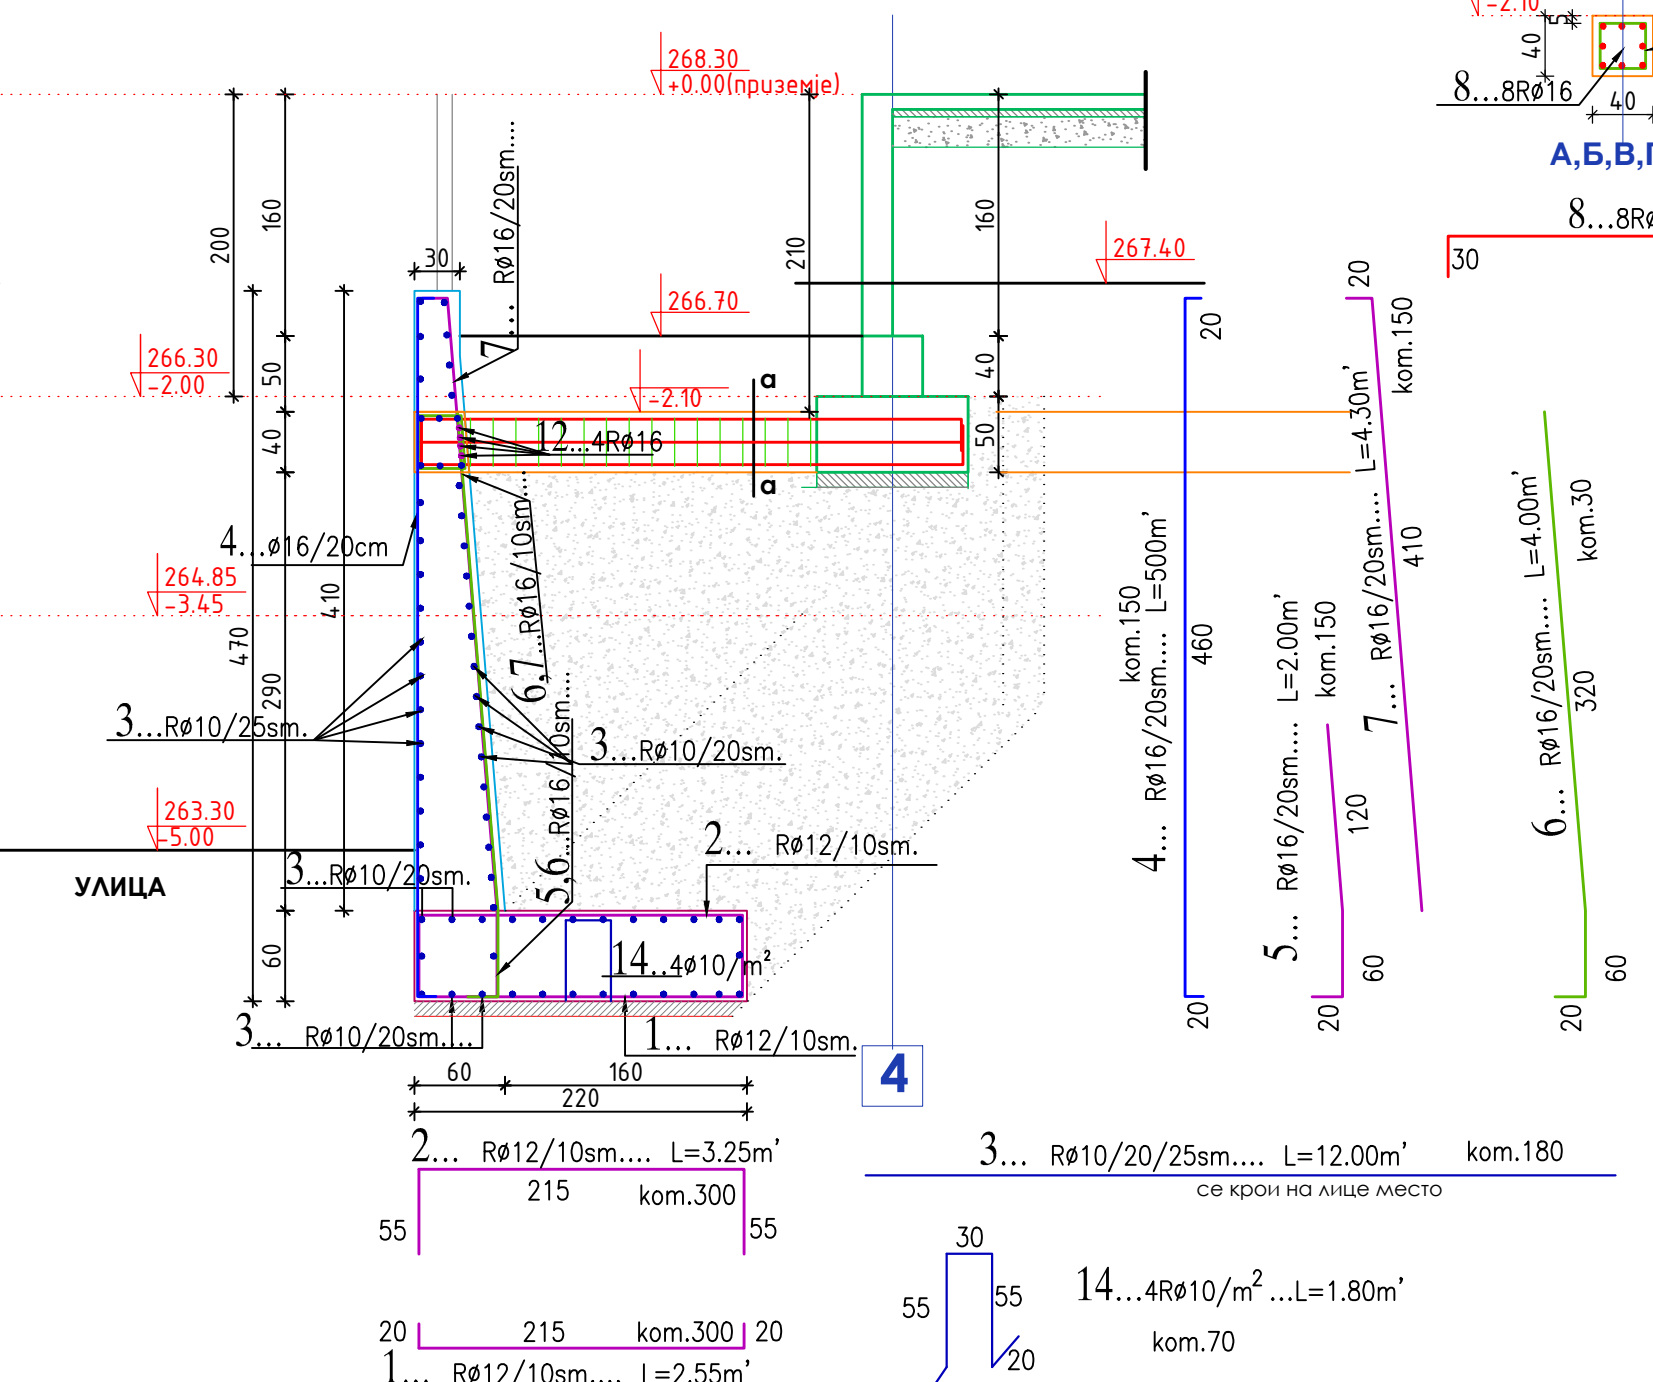 268.30
+0.00(приземје)
-2.10
5
40
8...8Rø16
40
А,Б,В,Г
8...8Rø
30
200
160
30
7.... Rø16/20sm....
210
160
267.40
266.70
266.30
-2.00
50
40
-2.10
a
a
40
12...4Rø16
50
4...ø16/20cm
264.85
-3.45
470
410
290
6,7...Rø16/10sm...
3...Rø10/25sm.
3...Rø10/20sm.
5,6...Rø16/10sm....
263.30
-5.00
УЛИЦА
3...Rø10/20sm.
2... Rø12/10sm.
60
14..4ø10/m²
3... Rø10/20sm....
1... Rø12/10sm.
60
160
220
4
20
4... Rø16/20sm.... L=500m'
kom.150
460
20
5... Rø16/20sm.... L=2.00m'
kom.150
120
60
20
20
7... Rø16/20sm.... L=4.30m'
kom.150
410
6... Rø16/20sm.... L=4.00m'
kom.30
320
60
20
2... Rø12/10sm.... L=3.25m'
215
kom.300
55
55
20
215
kom.300
20
1... Rø12/10sm.... L=2.55m'
3... Rø10/20/25sm.... L=12.00m' kom.180
се крои на лице место
30
55
55
20
14...4Rø10/m² ...L=1.80m'
kom.70